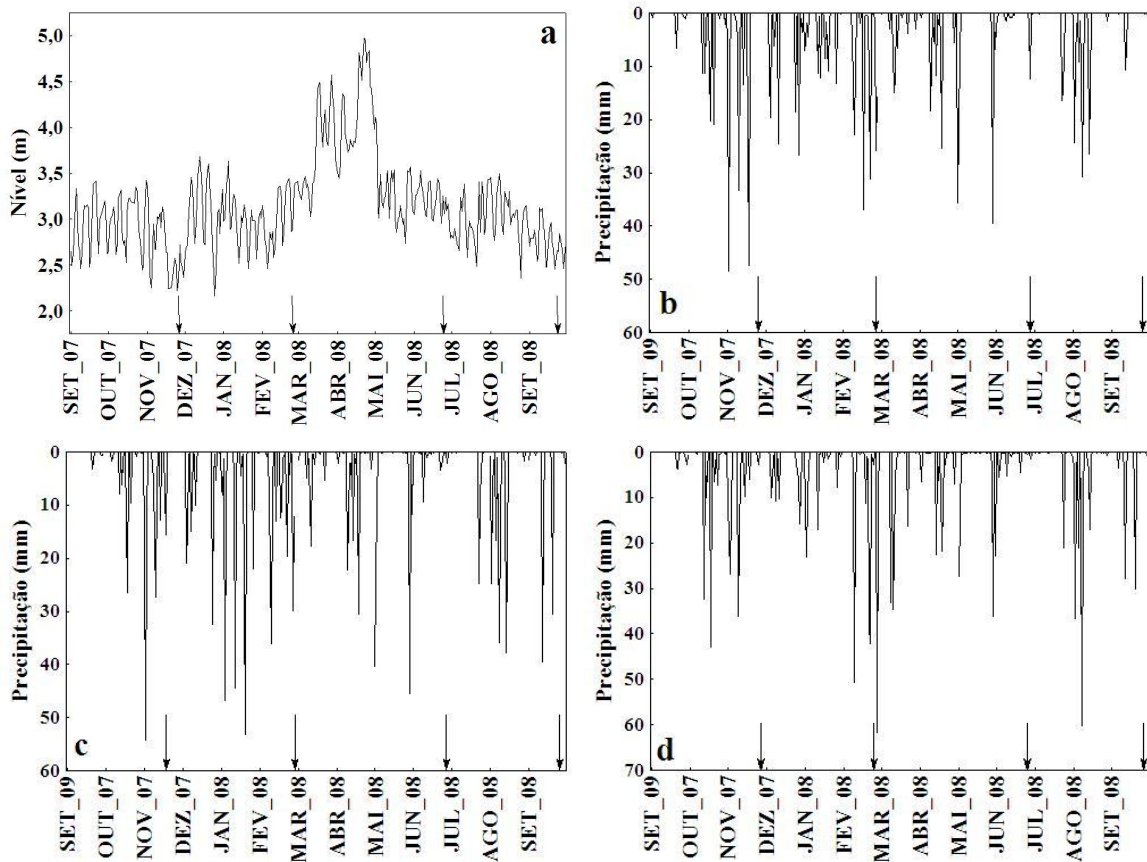 a
5,0
4,5
4,0
3,5
3,0
2,5
2,0
Nível (m)
SET_07
OUT_07
NOV_07
DEZ_07
JAN_08
FEV_08
MAR_08
ABR_08
MAI_08
JUN_08
JUL_08
AGO_08
SET_08
b
0
10
20
30
40
50
60
Precipitação (mm)
SET_09
OUT_07
NOV_07
DEZ_07
JAN_08
FEV_08
MAR_08
ABR_08
MAI_08
JUN_08
JUL_08
AGO_08
SET_08
c
0
10
20
30
40
50
60
Precipitação (mm)
SET_09
OUT_07
NOV_07
DEZ_07
JAN_08
FEV_08
MAR_08
ABR_08
MAI_08
JUN_08
JUL_08
AGO_08
SET_08
d
0
10
20
30
40
50
60
70
Precipitação (mm)
SET_09
OUT_07
NOV_07
DEZ_07
JAN_08
FEV_08
MAR_08
ABR_08
MAI_08
JUN_08
JUL_08
AGO_08
SET_08